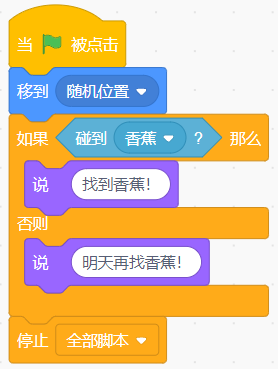 当 被点击
移到 随机位置
如果 碰到 香蕉 ? 那么
说 找到香蕉！
否则
说 明天再找香蕉！
停止 全部脚本